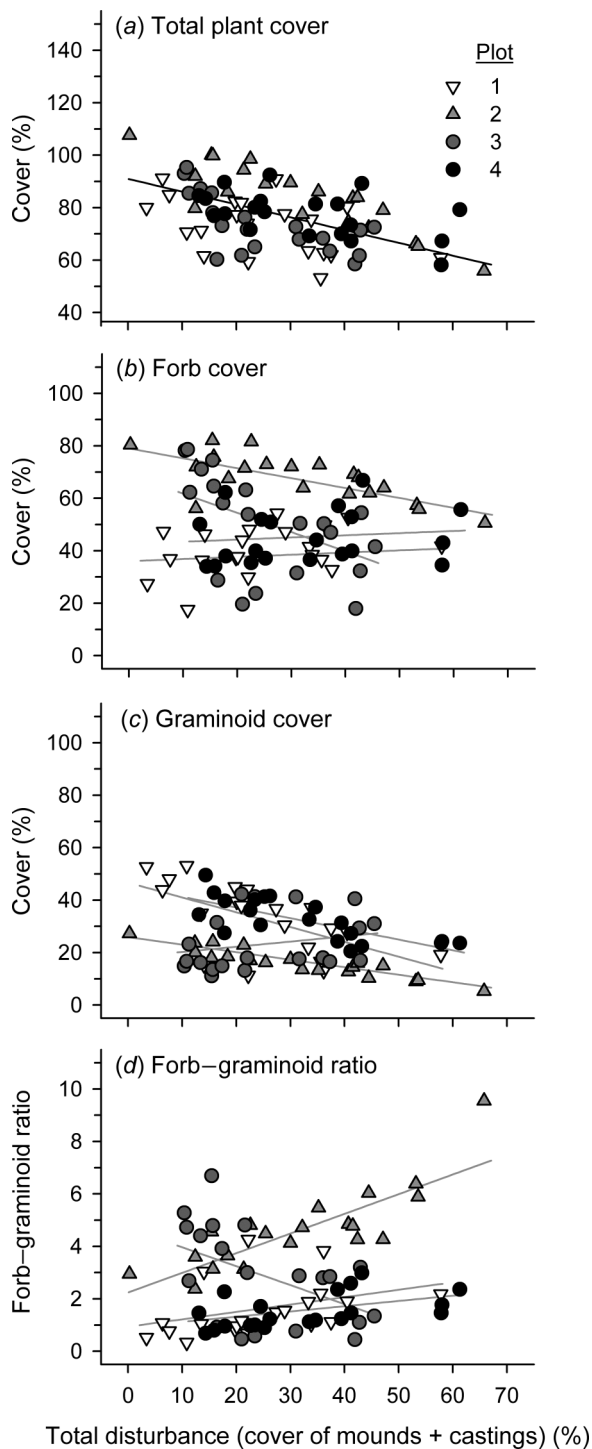 (a) Total plant cover
Plot
1
2
3
4
Cover (%)
140
120
100
80
60
40
(b) Forb cover
Cover (%)
100
80
60
40
20
0
(c) Graminoid cover
Cover (%)
100
80
60
40
20
0
(d) Forb–graminoid ratio
Forb–graminoid ratio
10
8
6
4
2
0
0 10 20 30 40 50 60 70
Total disturbance (cover of mounds + castings) (%)